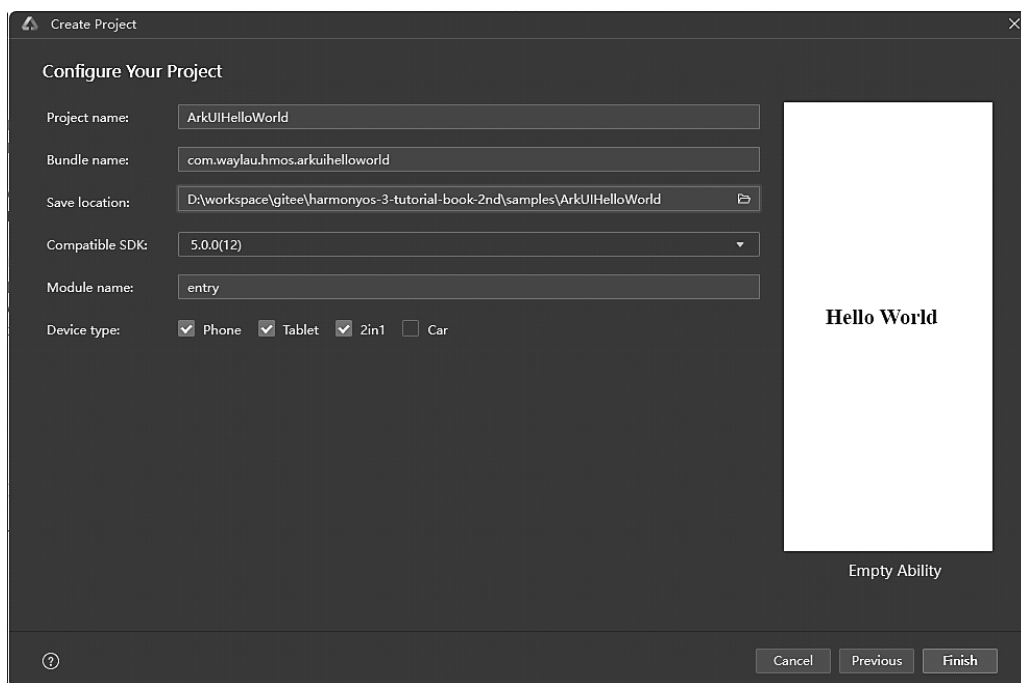 Create Project
Configure Your Project
Project name: ArkUIHelloWorld
Bundle name: com.waylau.hmos.arkuihelloworld
Save location: D:\workspace\gitee\harmonyos-3-tutorial-book-2nd\samples\ArkUIHelloWorld
Compatible SDK: 5.0.0(12)
Module name: entry
Device type: Phone Tablet 2in1 Car
Hello World
Empty Ability
Cancel Previous Finish